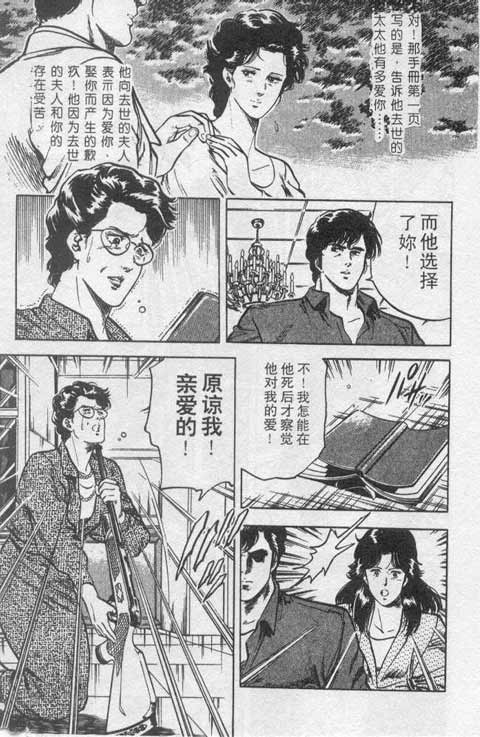 对！那手册第一页
写的是，告诉他去世的
太太他有多爱你……
他向去世的夫人
表示因为爱你，
娶你而产生的歉
疚！他因为去世
的夫人和你的
存在受苦。
而他选择
了妳！
不！我怎能在
他死后才察觉
他对我的爱！
原谅我！
亲爱的！